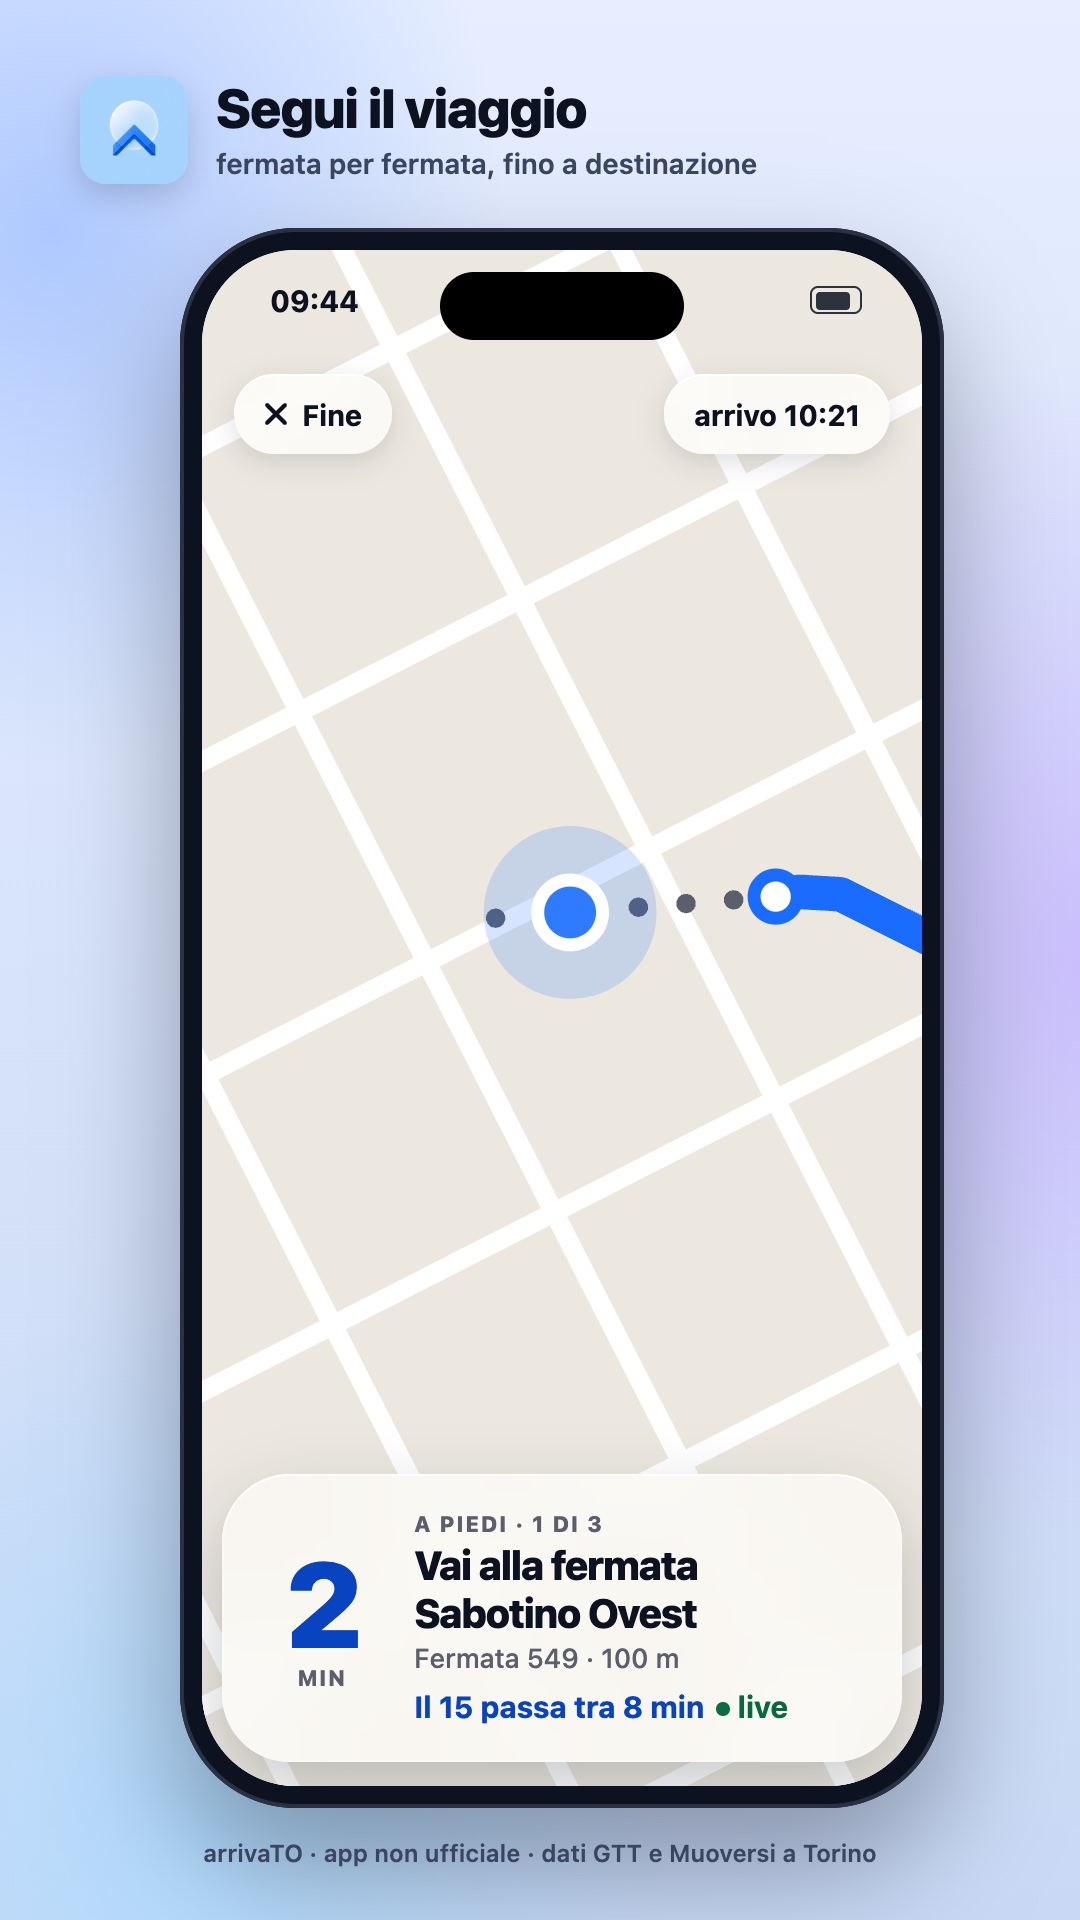 Segui il viaggio
fermata per fermata, fino a destinazione
09:44
Fine
arrivo 10:21
A PIEDI · 1 DI 3
Vai alla fermata
Sabotino Ovest
2
MIN
Fermata 549 · 100 m
Il 15 passa tra 8 min ● live
arrivaTO · app non ufficiale · dati GTT e Muoversi a Torino